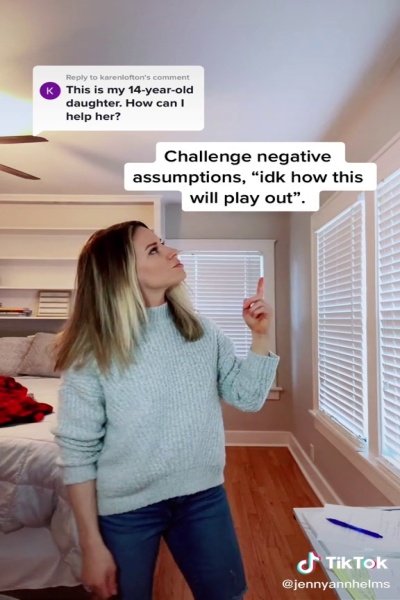 Reply to karenlofton's comment
K
This is my 14-year-old
daughter. How can I
help her?
Challenge negative
assumptions, “idk how this
will play out”.
TikTok
@jennyannhelms